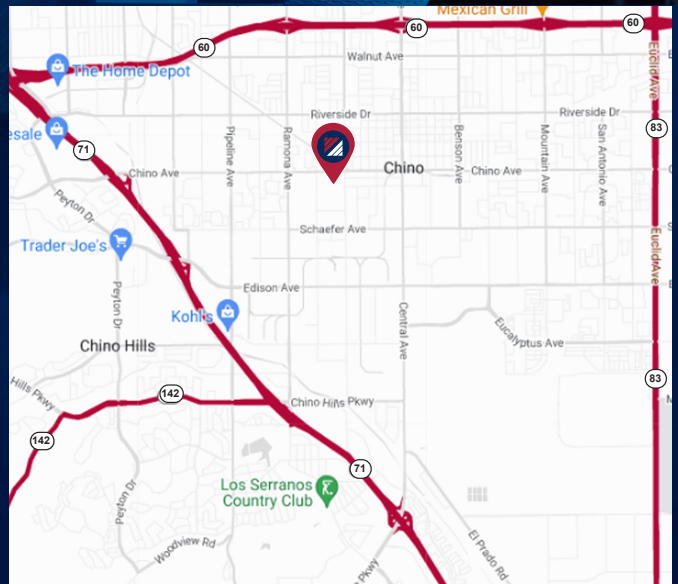 Mexican Grill
60
60
60
Walnut Ave
The Home Depot
Euclid Ave
Riverside Dr
Riverside Dr
83
esale
71
Pipeline Ave
Ramona Ave
Benson Ave
Mountain Ave
San Antonio Ave
Chino
Chino Ave
Chino Ave
Peyton Dr
Schaefer Ave
Trader Joe's
Euclid Ave
Edison Ave
Peyton Dr
Kohl's
Central Ave
Eucalyptus Ave
Chino Hills
83
Hills Pkwy
142
Chino Hills Pkwy
142
71
Los Serranos
Country Club
Peyton Dr
Woodview Rd
El Prado Rd
Pkwy